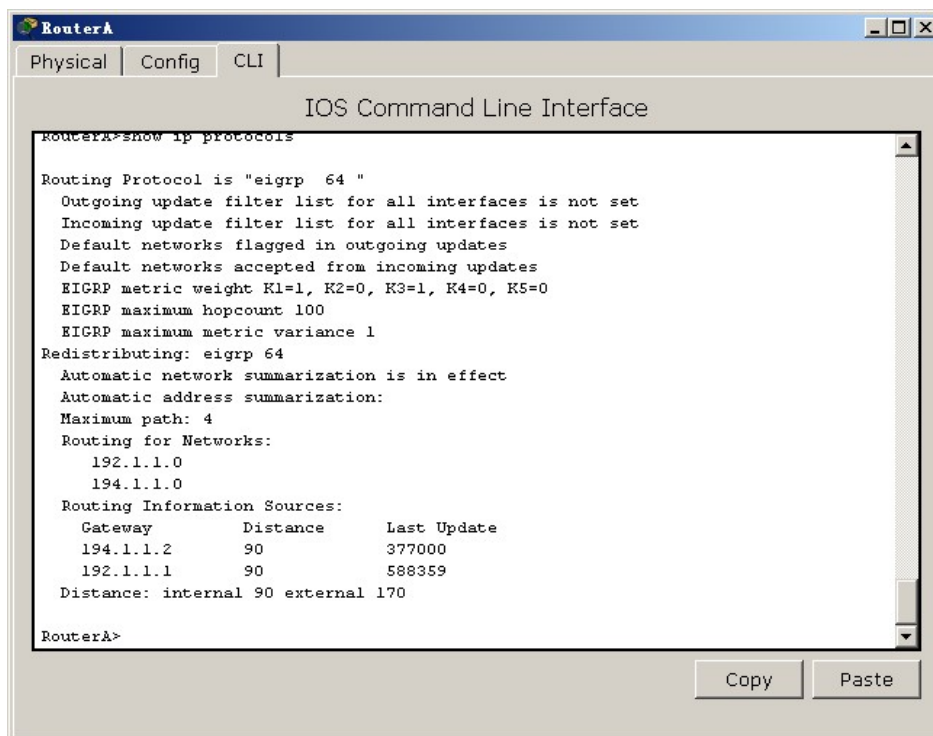 RouterA
Physical Config CLI
IOS Command Line Interface
RouterA>show ip protocols
Routing Protocol is "eigrp  64 "
Outgoing update filter list for all interfaces is not set
Incoming update filter list for all interfaces is not set
Default networks flagged in outgoing updates
Default networks accepted from incoming updates
EIGRP metric weight K1=1, K2=0, K3=1, K4=0, K5=0
EIGRP maximum hopcount 100
EIGRP maximum metric variance 1
Redistributing: eigrp 64
Automatic network summarization is in effect
Automatic address summarization:
Maximum path: 4
Routing for Networks:
192.1.1.0
194.1.1.0
Routing Information Sources:
Gateway Distance Last Update
194.1.1.2 90 377000
192.1.1.1 90 588359
Distance: internal 90 external 170
RouterA>
Copy Paste